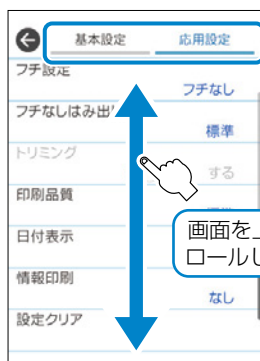 基本設定 応用設定
フチ設定
フチなし
フチなしはみ出
標準
トリミング
する
印刷品質
日付表示
画面を
ロールし
情報印刷
なし
設定クリア